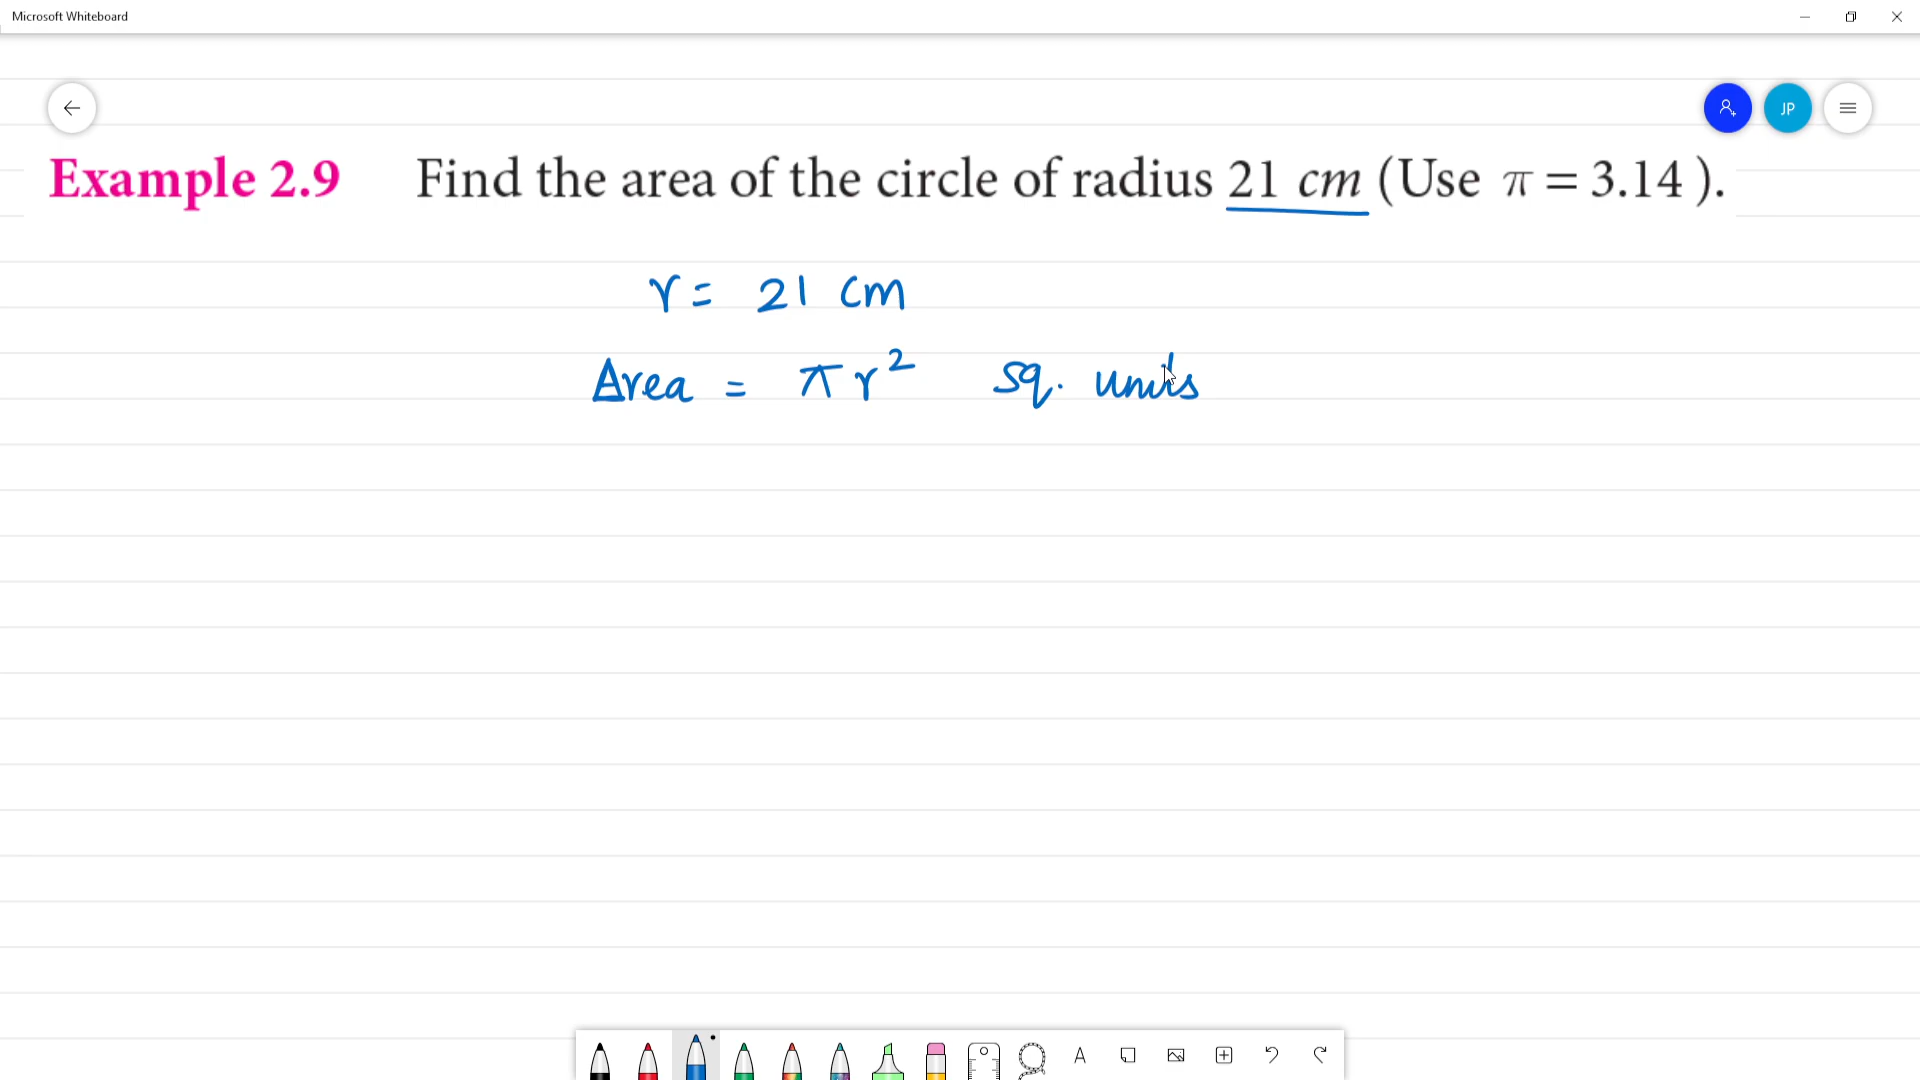 Microsoft Whiteboard
JP
Example 2.9 Find the area of the circle of radius 21 cm (Use π = 3.14 ).
r = 21 cm
Area = πr² sq. units
A